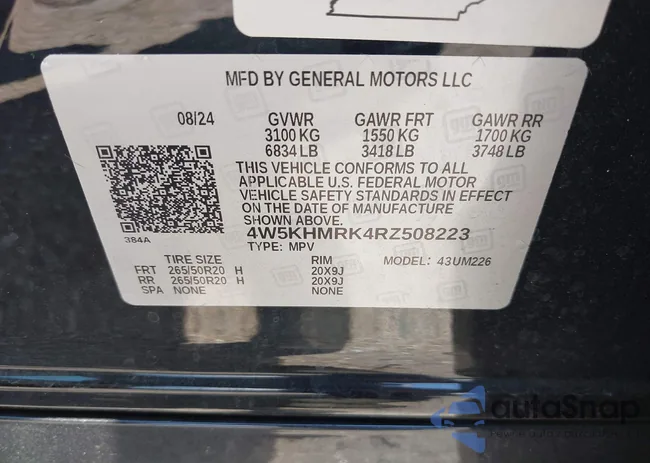 MFD BY GENERAL MOTORS LLC
08/24 GVWR GAWR FRT GAWR RR
3100 KG 1550 KG 1700 KG
6834 LB 3418 LB 3748 LB
THIS VEHICLE CONFORMS TO ALL
APPLICABLE U.S. FEDERAL MOTOR
VEHICLE SAFETY STANDARDS IN EFFECT
ON THE DATE OF MANUFACTURE
SHOWN ABOVE.
384A
4W5KHMRK4RZ508223
TYPE: MPV
TIRE SIZE RIM MODEL: 43UM226
FRT 265/50R20 H 20X9J
RR 265/50R20 H 20X9J
SPA NONE NONE
autoSnap
www.autosnap.com